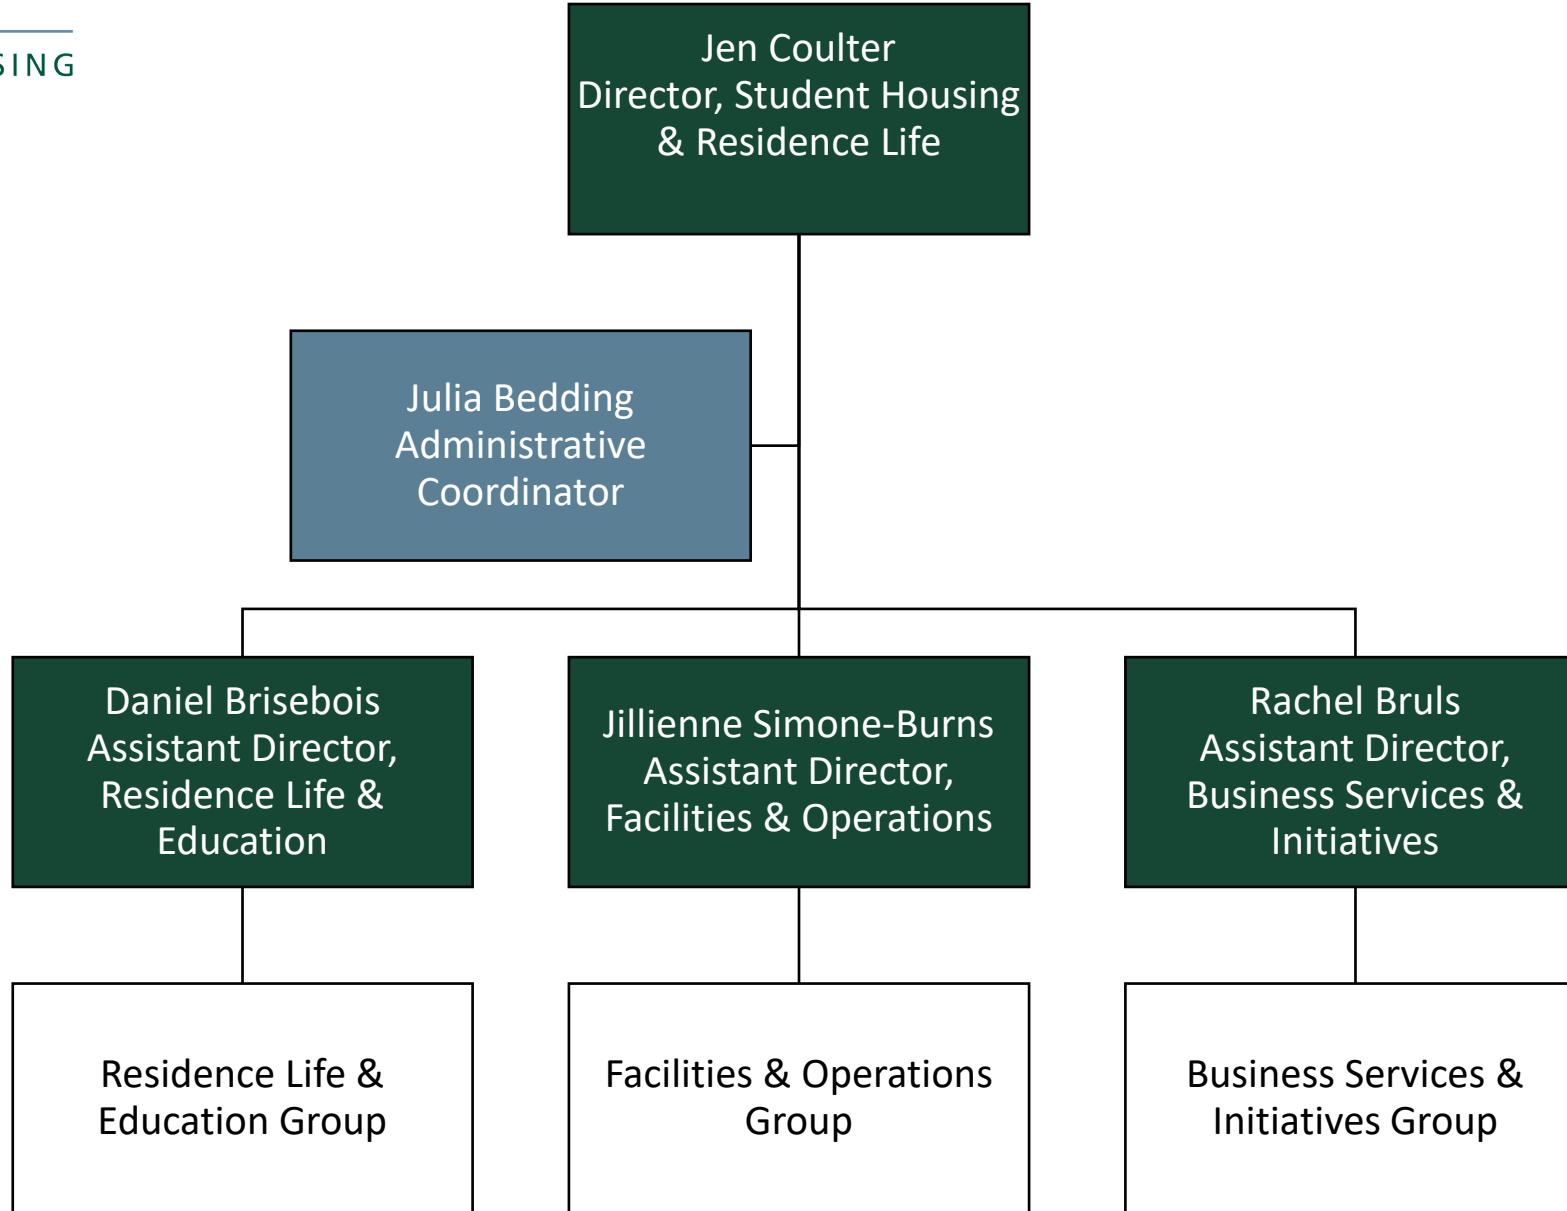 SING
Jen Coulter
Director, Student Housing
& Residence Life
Julia Bedding
Administrative
Coordinator
Daniel Brisebois
Assistant Director,
Residence Life &
Education
Jillienne Simone-Burns
Assistant Director,
Facilities & Operations
Rachel Bruls
Assistant Director,
Business Services &
Initiatives
Residence Life &
Education Group
Facilities & Operations
Group
Business Services &
Initiatives Group